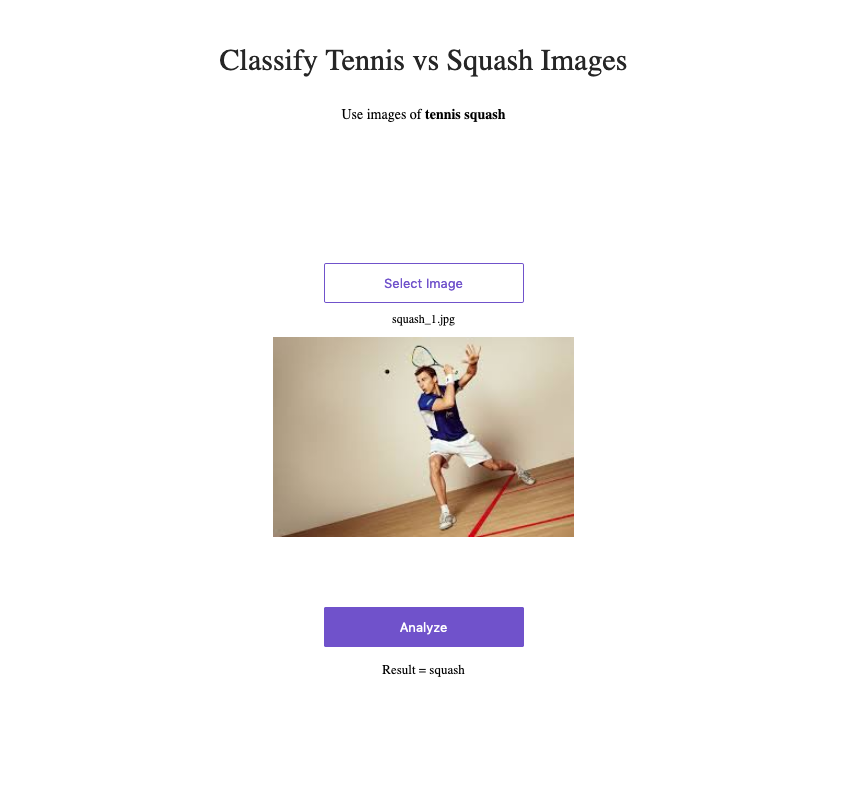 Classify Tennis vs Squash Images
Use images of tennis squash
Select Image
squash_1.jpg
Analyze
Result = squash